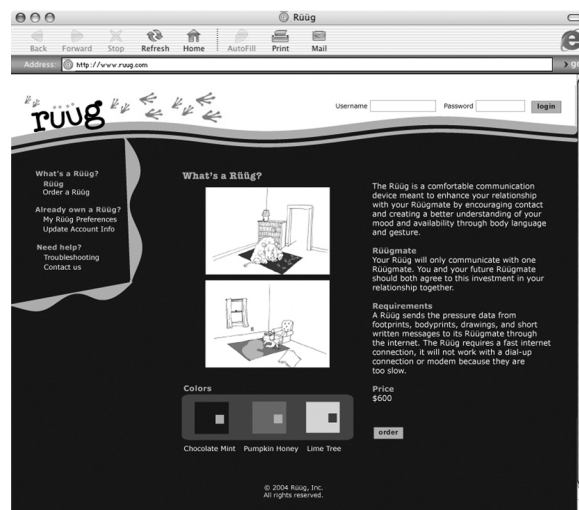 Rüüg
Back Forward Stop Refresh Home AutoFill Print Mail
Address: http://www.ruug.com
rüüg
Username Password login
What's a Rüüg?
Rüüg
Order a Rüüg
Already own a Rüüg?
My Rüüg Preferences
Update Account Info
Need help?
Troubleshooting
Contact us
What's a Rüüg?
Colors
Chocolate Mint Pumpkin Honey Lime Tree
The Rüüg is a comfortable communication
device meant to enhance your relationship
with your Rüügmate by encouraging contact
and creating a better understanding of your
mood and availability through body language
and gesture.
Rüügmate
Your Rüüg will only communicate with one
Rüügmate. You and your future Rüügmate
should both agree to this investment in your
relationship together.
Requirements
A Rüüg sends the pressure data from
footprints, bodyprints, drawings, and short
written messages to its Rüügmate through
the internet. The Rüüg requires a fast internet
connection, it will not work with a dial-up
connection or modem because they are
too slow.
Price
$600
order
© 2004 Rüüg, Inc.
All rights reserved.